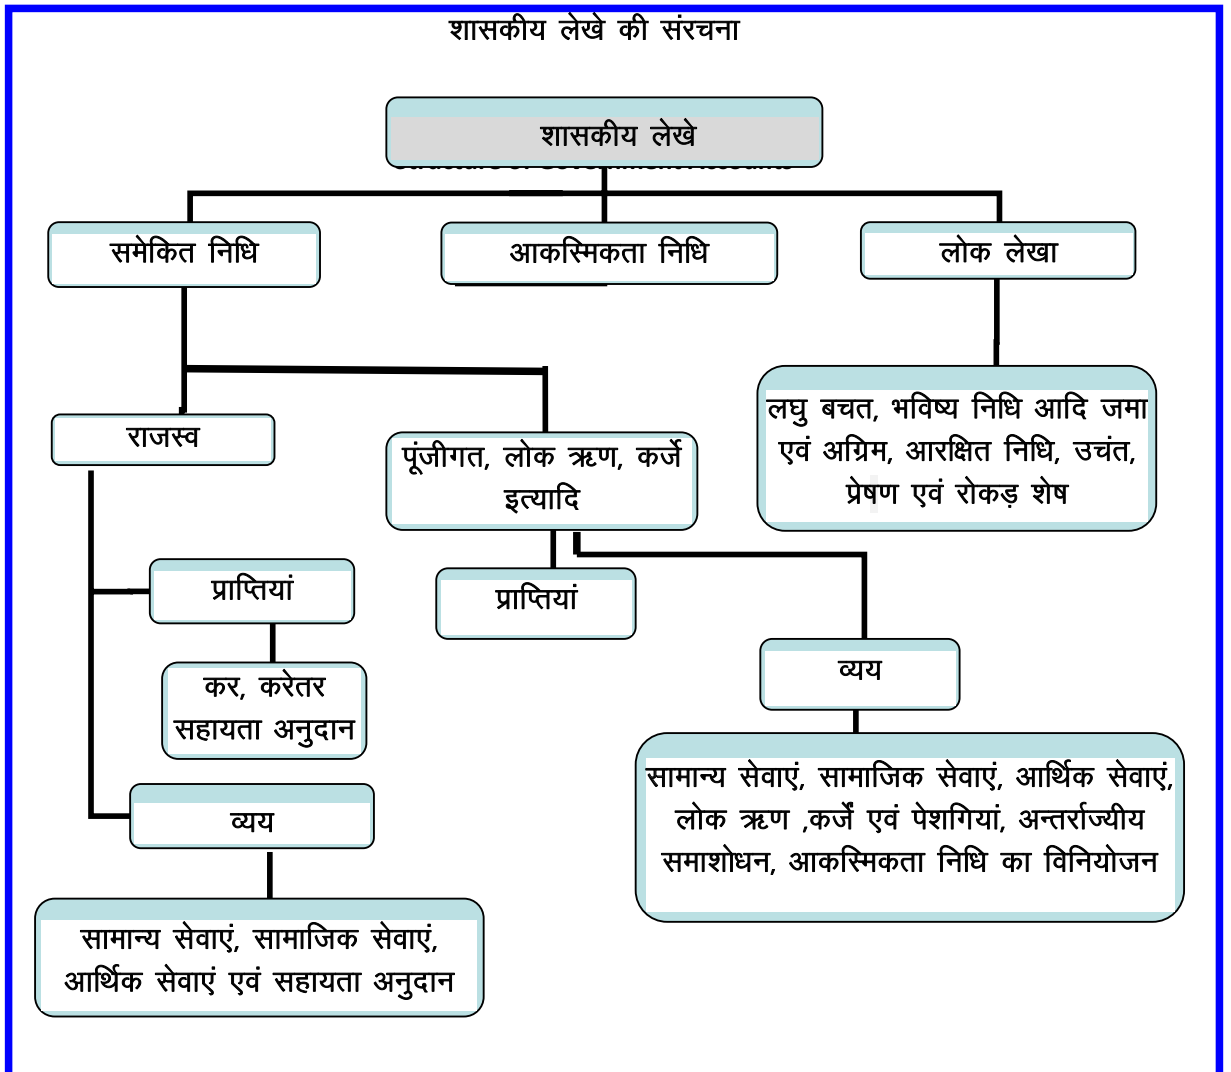 शासकीय लेखे की संरचना
शासकीय लेखे
समेकित निधि
आकस्मिकता निधि
लोक लेखा
राजस्व
पूंजीगत, लोक ऋण, कर्जे
इत्यादि
लघु बचत, भविष्य निधि आदि जमा
एवं अग्रिम, आरक्षित निधि, उचंत,
प्रेषण एवं रोकड़ शेष
प्राप्तियां
प्राप्तियां
कर, करेतर
सहायता अनुदान
व्यय
सामान्य सेवाएं, सामाजिक सेवाएं, आर्थिक सेवाएं,
लोक ऋण ,कर्जें एवं पेशगियां, अन्तर्राज्यीय
समाशोधन, आकस्मिकता निधि का विनियोजन
व्यय
सामान्य सेवाएं, सामाजिक सेवाएं,
आर्थिक सेवाएं एवं सहायता अनुदान